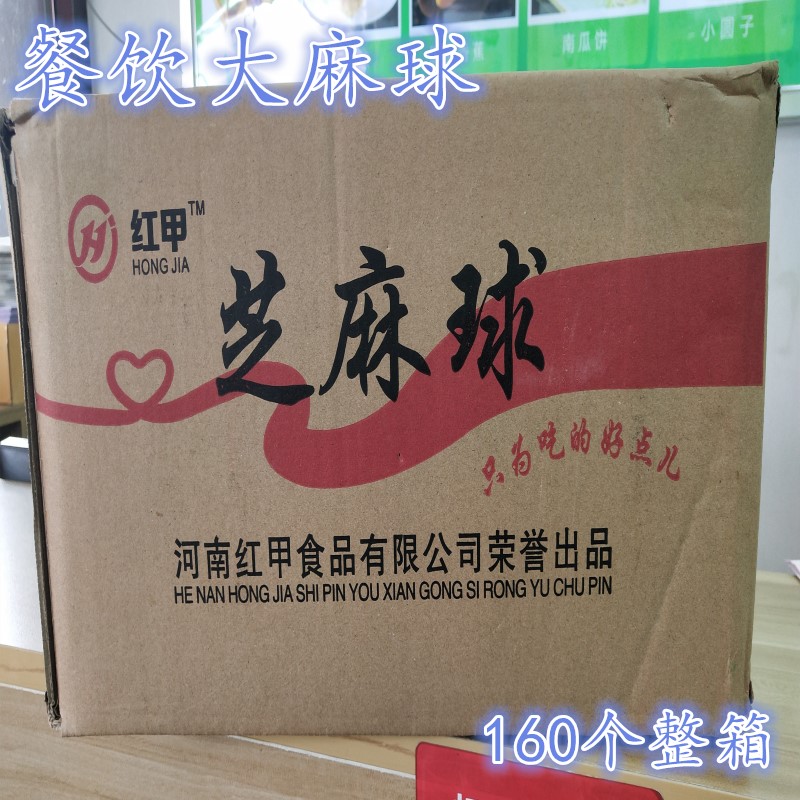 小圆子
南瓜饼
蕉
餐饮大麻球
红甲™
HONG JIA
芝麻球
只为吃的好点儿
河南红甲食品有限公司荣誉出品
HE NAN HONG JIA SHI PIN YOU XIAN GONG SI RONG YU CHU PIN
160个整箱